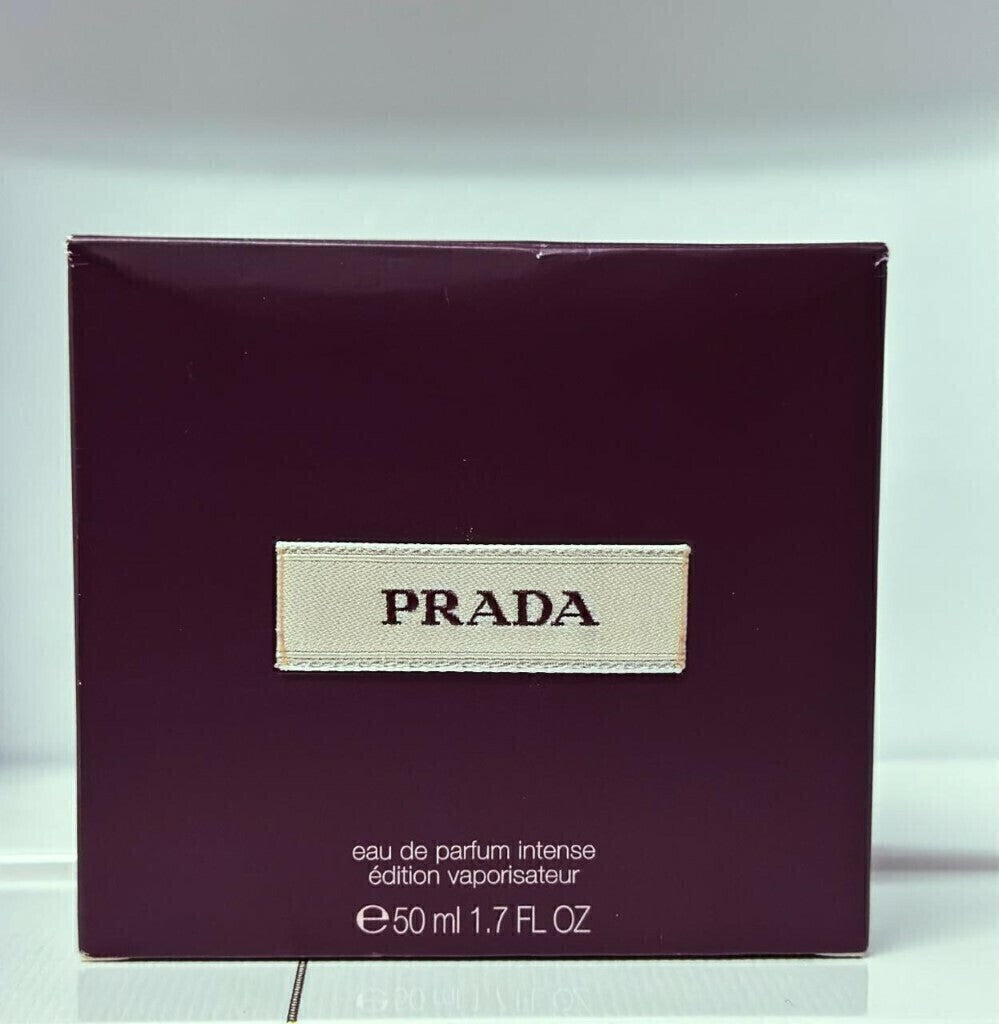 PRADA
eau de parfum intense
édition vaporisateur
℮50 ml 1.7 FL OZ